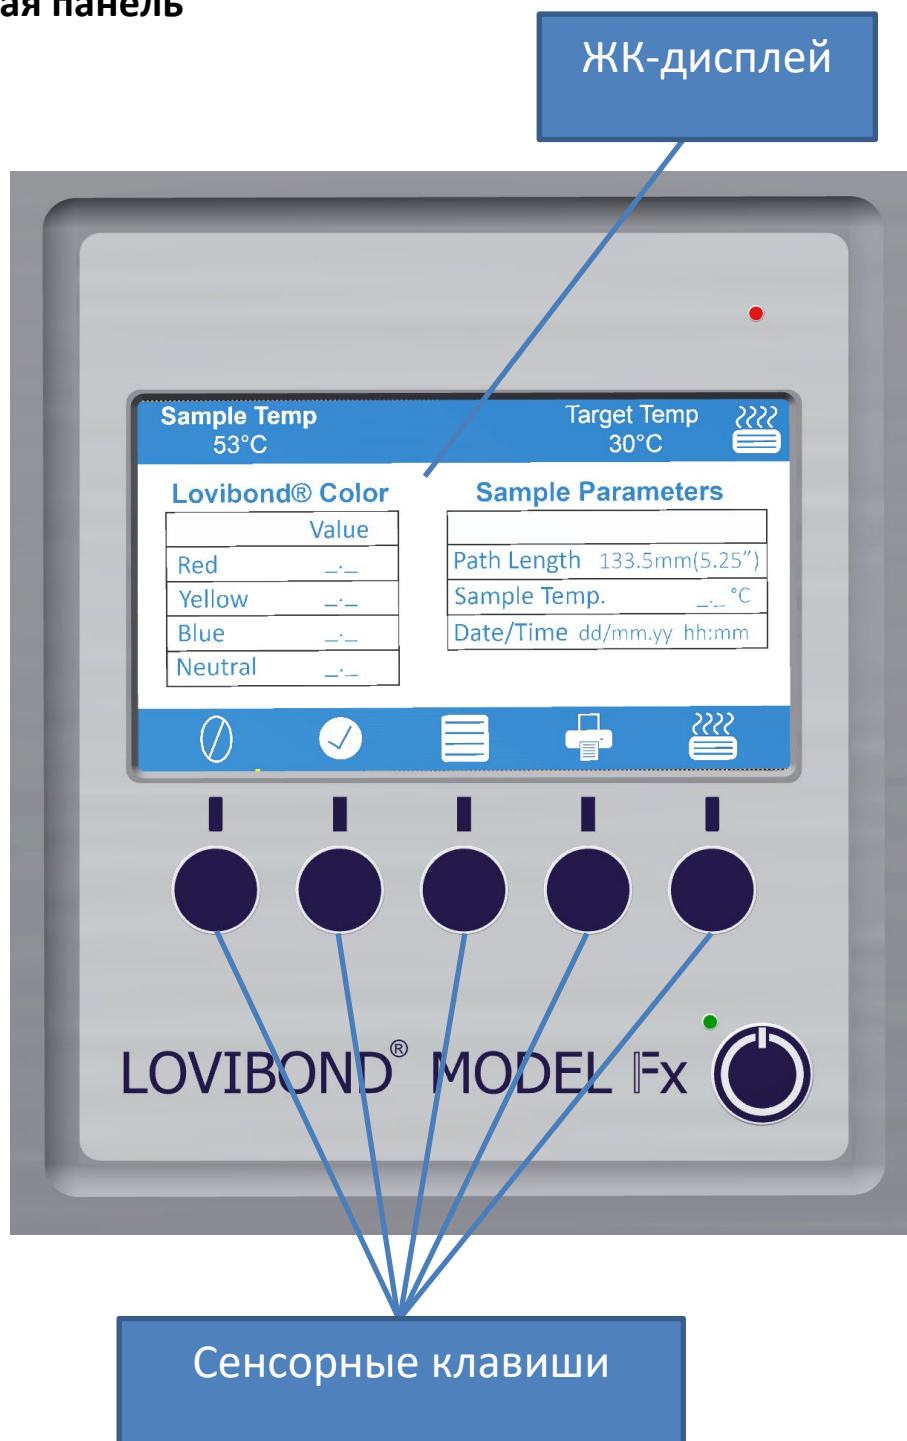 ая панель
ЖК-дисплей
Sample Temp
53°C
Target Temp
30°C
Lovibond® Color
Value
Red _._
Yellow _._
Blue _._
Neutral _._
Sample Parameters
Path Length 133.5mm(5.25”)
Sample Temp. _._ °C
Date/Time dd/mm.yy hh:mm
LOVIBOND® MODEL Fx
Сенсорные клавиши